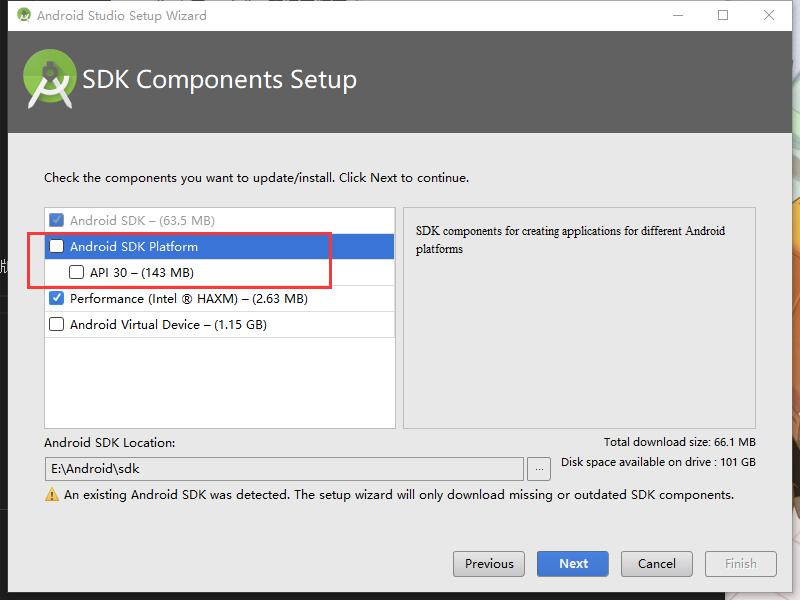 Android Studio Setup Wizard
SDK Components Setup
Check the components you want to update/install. Click Next to continue.
Android SDK – (63.5 MB)
Android SDK Platform
API 30 – (143 MB)
Performance (Intel ® HAXM) – (2.63 MB)
Android Virtual Device – (1.15 GB)
SDK components for creating applications for different Android
platforms
Android SDK Location:
Total download size: 66.1 MB
E:\Android\sdk
...
Disk space available on drive : 101 GB
An existing Android SDK was detected. The setup wizard will only download missing or outdated SDK components.
Previous
Next
Cancel
Finish